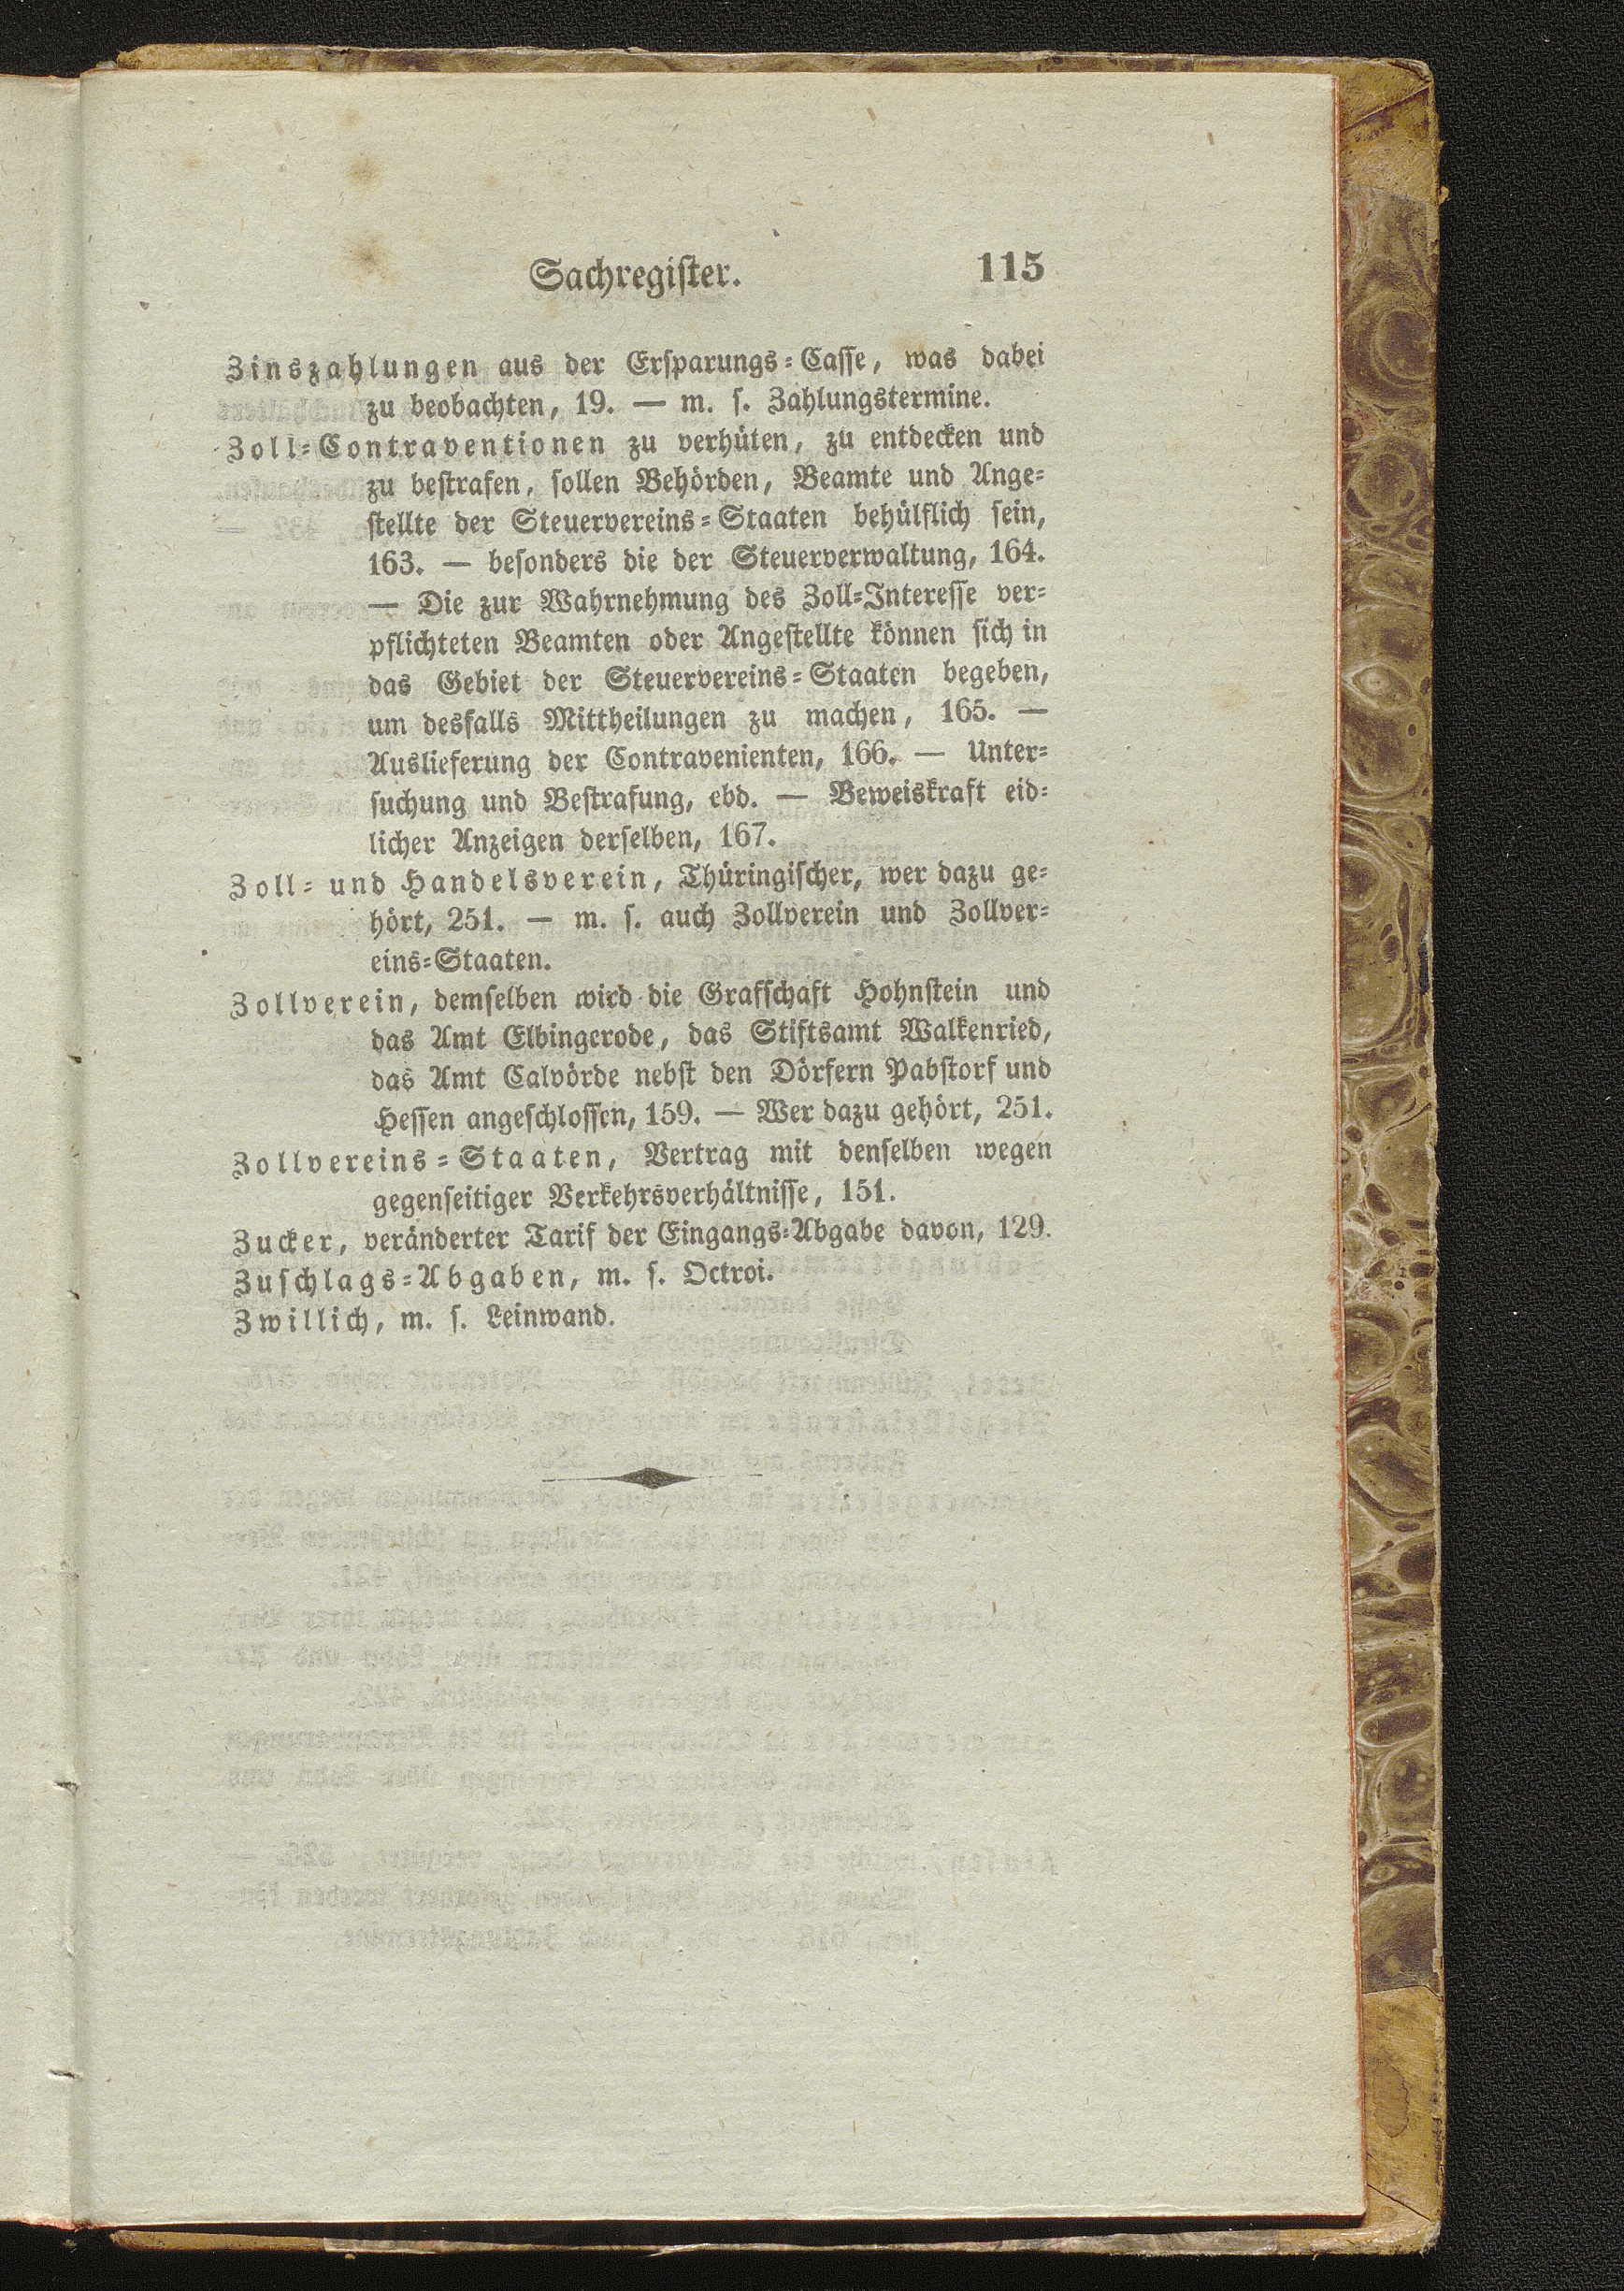 Sachregister. 115
Zinszahlungen aus der Ersparungs-Casse, was dabei
zu beobachten, 19. — m. s. Zahlungstermine.
Zoll-Contraventionen zu verhüten, zu entdecken und
zu bestrafen, sollen Behörden, Beamte und Ange-
stellte der Steuervereins-Staaten behülflich sein,
163. — besonders die der Steuerverwaltung, 164.
— Die zur Wahrnehmung des Zoll-Interesse ver-
pflichteten Beamten oder Angestellte können sich in
das Gebiet der Steuervereins-Staaten begeben,
um desfalls Mittheilungen zu machen, 165. —
Auslieferung der Contravenienten, 166. — Unter-
suchung und Bestrafung, ebd. — Beweiskraft eid-
licher Anzeigen derselben, 167.
Zoll- und Handelsverein, Thüringischer, wer dazu ge-
hört, 251. — m. s. auch Zollverein und Zollver-
eins-Staaten.
Zollverein, demselben wird die Grafschaft Hohnstein und
das Amt Elbingerode, das Stiftsamt Walkenried,
das Amt Calvörde nebst den Dörfern Pabstorf und
Hessen angeschlossen, 159. — Wer dazu gehört, 251.
Zollvereins-Staaten, Vertrag mit denselben wegen
gegenseitiger Verkehrsverhältnisse, 151.
Zucker, veränderter Tarif der Eingangs-Abgabe davon, 129.
Zuschlags-Abgaben, m. s. Octroi.
Zwillich, m. s. Leinwand.